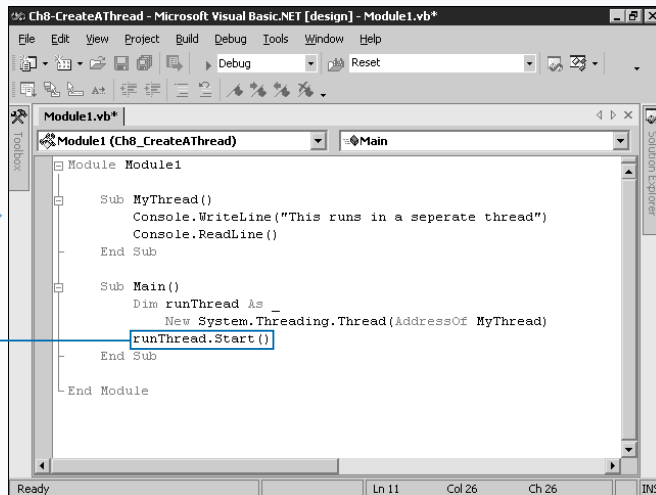 Ch8-CreateAThread - Microsoft Visual Basic.NET [design] - Module1.vb*
File Edit View Project Build Debug Tools Window Help
Debug Reset
Module1.vb*
Toolbox
Solution Explorer
Module1 (Ch8_CreateAThread) Main
Module Module1
Sub MyThread()
Console.WriteLine("This runs in a seperate thread")
Console.ReadLine()
End Sub
Sub Main()
Dim runThread As _
New System.Threading.Thread(AddressOf MyThread)
runThread.Start()
End Sub
End Module
Ready Ln 11 Col 26 Ch 26 INS